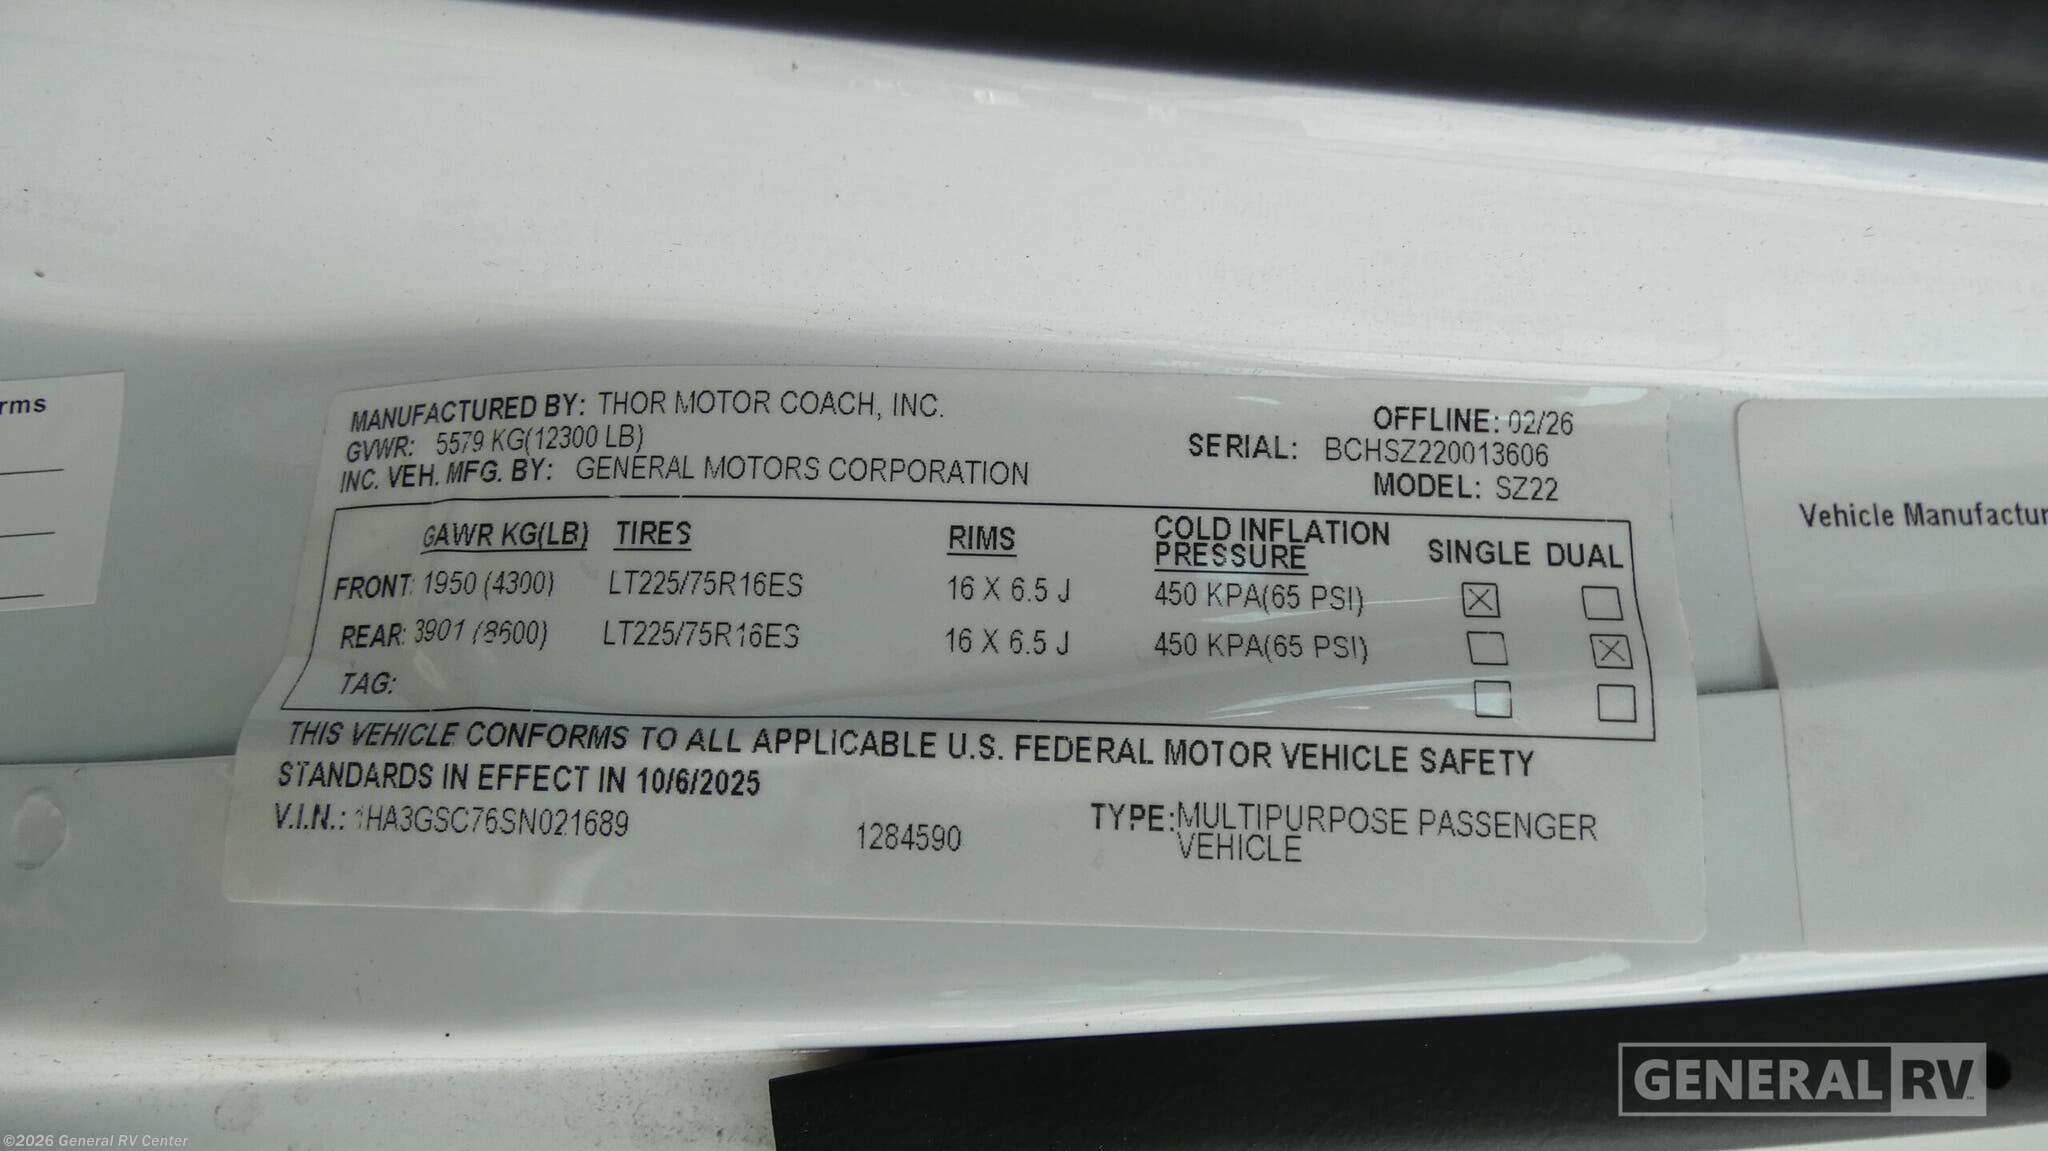 rms
MANUFACTURED BY: THOR MOTOR COACH, INC.
OFFLINE: 02/26
GVWR: 5579 KG(12300 LB)
SERIAL: BCHSZ220013606
INC. VEH. MFG. BY: GENERAL MOTORS CORPORATION
MODEL: SZ22
GAWR KG(LB) TIRES RIMS COLD INFLATION PRESSURE SINGLE DUAL
FRONT: 1950 (4300) LT225/75R16ES 16 X 6.5 J 450 KPA(65 PSI) ☒ ☐
REAR: 3901 (8600) LT225/75R16ES 16 X 6.5 J 450 KPA(65 PSI) ☐ ☒
TAG: ☐ ☐
THIS VEHICLE CONFORMS TO ALL APPLICABLE U.S. FEDERAL MOTOR VEHICLE SAFETY
STANDARDS IN EFFECT IN 10/6/2025
V.I.N.: 1HA3GSC76SN021689
1284590
TYPE: MULTIPURPOSE PASSENGER
VEHICLE
Vehicle Manufactur
GENERAL RV
©2026 General RV Center